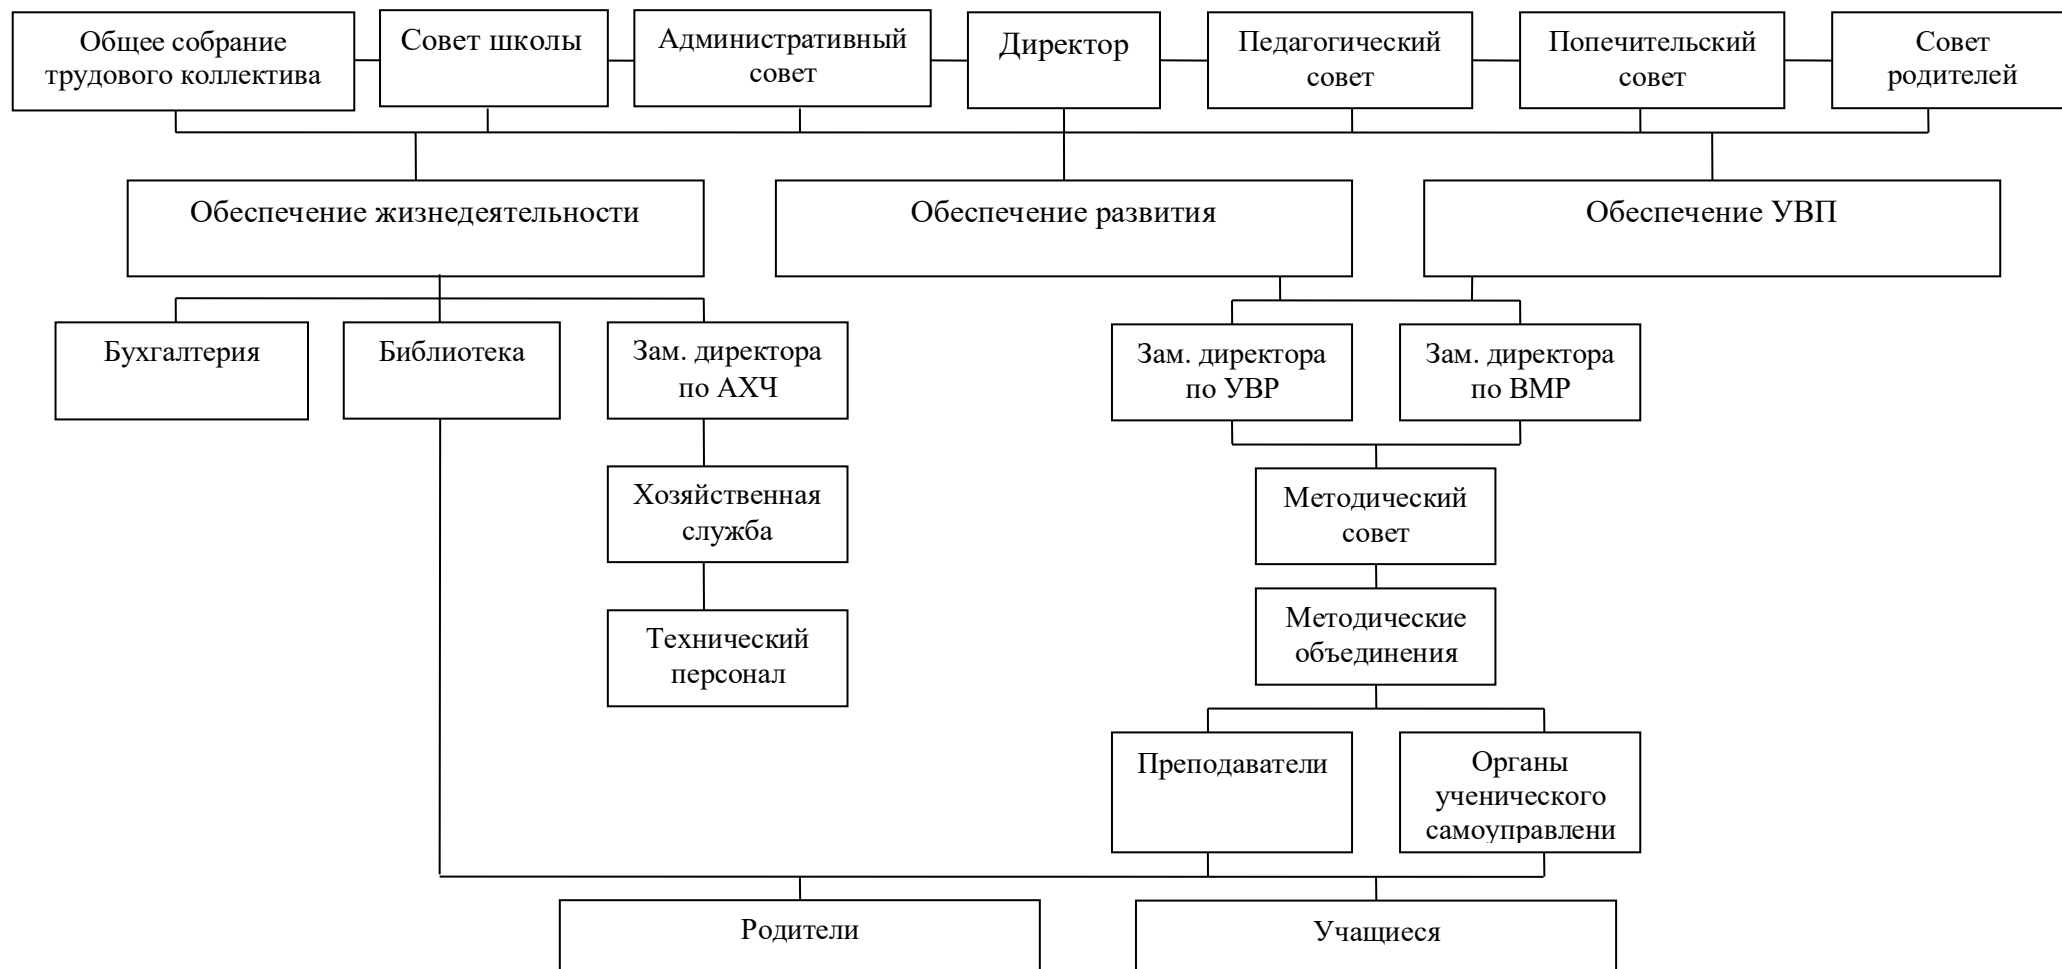 Общее собрание
трудового коллектива
Совет школы
Административный
совет
Директор
Педагогический
совет
Попечительский
совет
Совет
родителей
Обеспечение жизнедеятельности
Обеспечение развития
Обеспечение УВП
Бухгалтерия
Библиотека
Зам. директора
по АХЧ
Зам. директора
по УВР
Зам. директора
по ВМР
Хозяйственная
служба
Методический
совет
Технический
персонал
Методические
объединения
Преподаватели
Органы
ученического
самоуправлени
Родители
Учащиеся